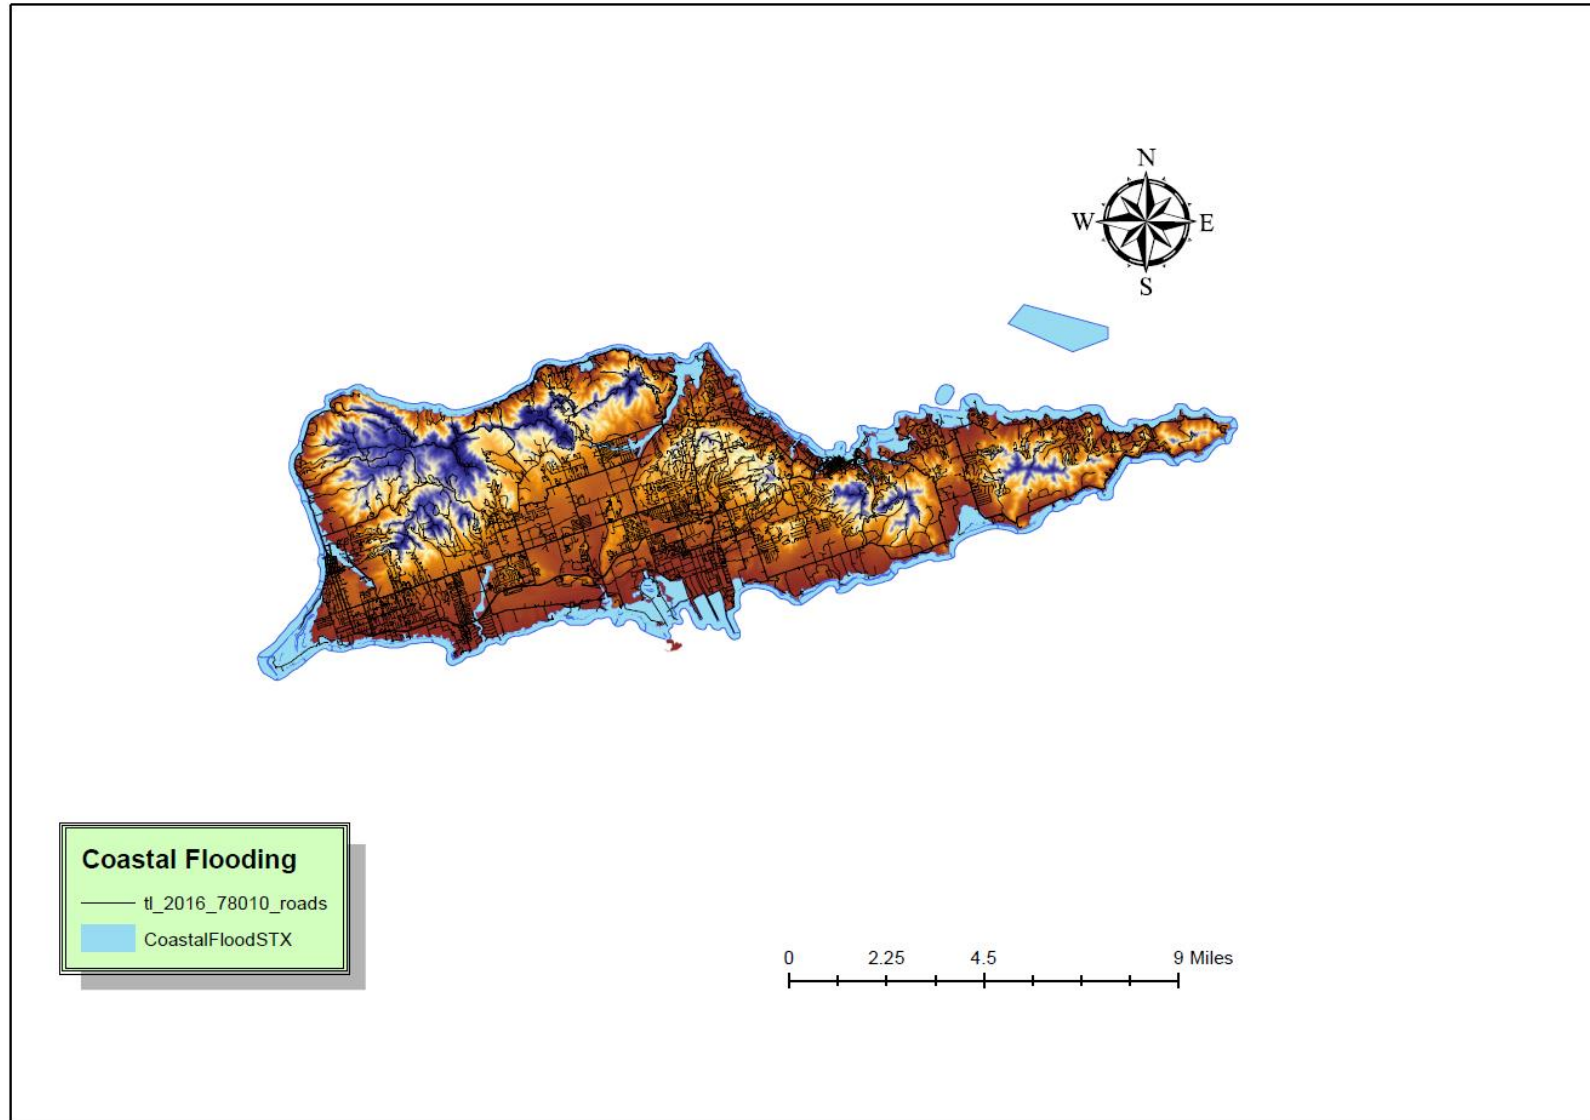 N
W E
S
Coastal Flooding
tl_2016_78010_roads
CoastalFloodSTX
0 2.25 4.5 9 Miles